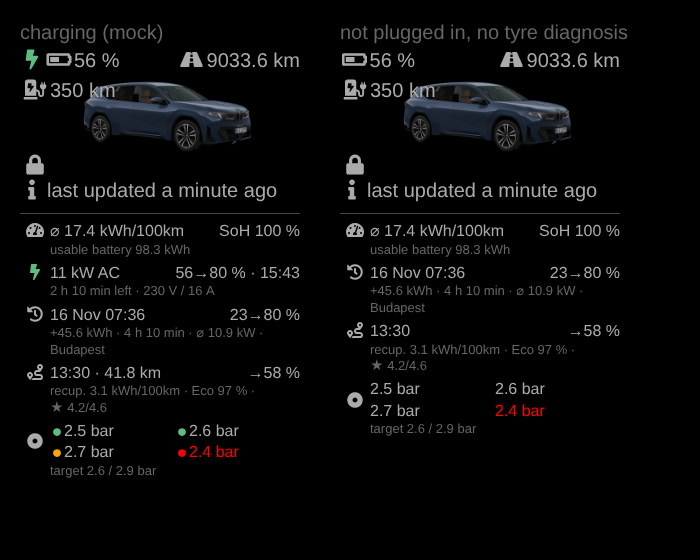 charging (mock)
56 % 9033.6 km
350 km
last updated a minute ago
⌀ 17.4 kWh/100km SoH 100 %
usable battery 98.3 kWh
11 kW AC 56→80 % · 15:43
2 h 10 min left · 230 V / 16 A
16 Nov 07:36 23→80 %
+45.6 kWh · 4 h 10 min · ⌀ 10.9 kW ·
Budapest
13:30 · 41.8 km →58 %
recup. 3.1 kWh/100km · Eco 97 % ·
★ 4.2/4.6
2.5 bar 2.6 bar
2.7 bar 2.4 bar
target 2.6 / 2.9 bar
not plugged in, no tyre diagnosis
56 % 9033.6 km
350 km
last updated a minute ago
⌀ 17.4 kWh/100km SoH 100 %
usable battery 98.3 kWh
16 Nov 07:36 23→80 %
+45.6 kWh · 4 h 10 min · ⌀ 10.9 kW ·
Budapest
13:30 →58 %
recup. 3.1 kWh/100km · Eco 97 % ·
★ 4.2/4.6
2.5 bar 2.6 bar
2.7 bar 2.4 bar
target 2.6 / 2.9 bar